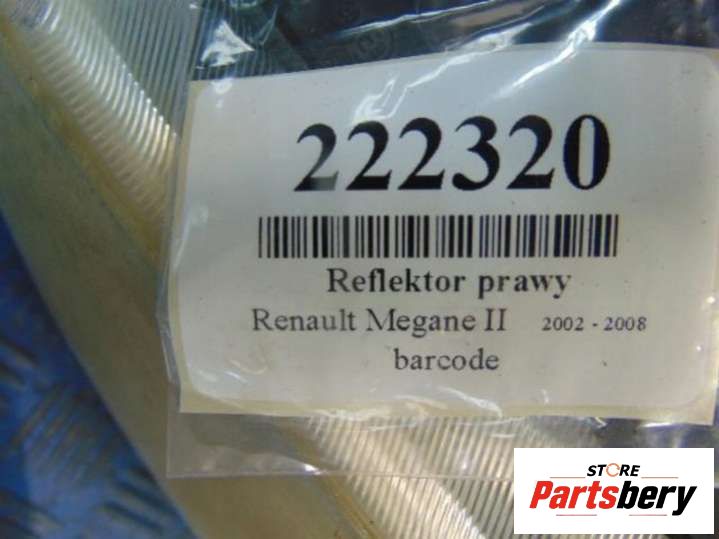 222320
Reflektor prawy
Renault Megane II 2002 - 2008
barcode
STORE
Partsbery